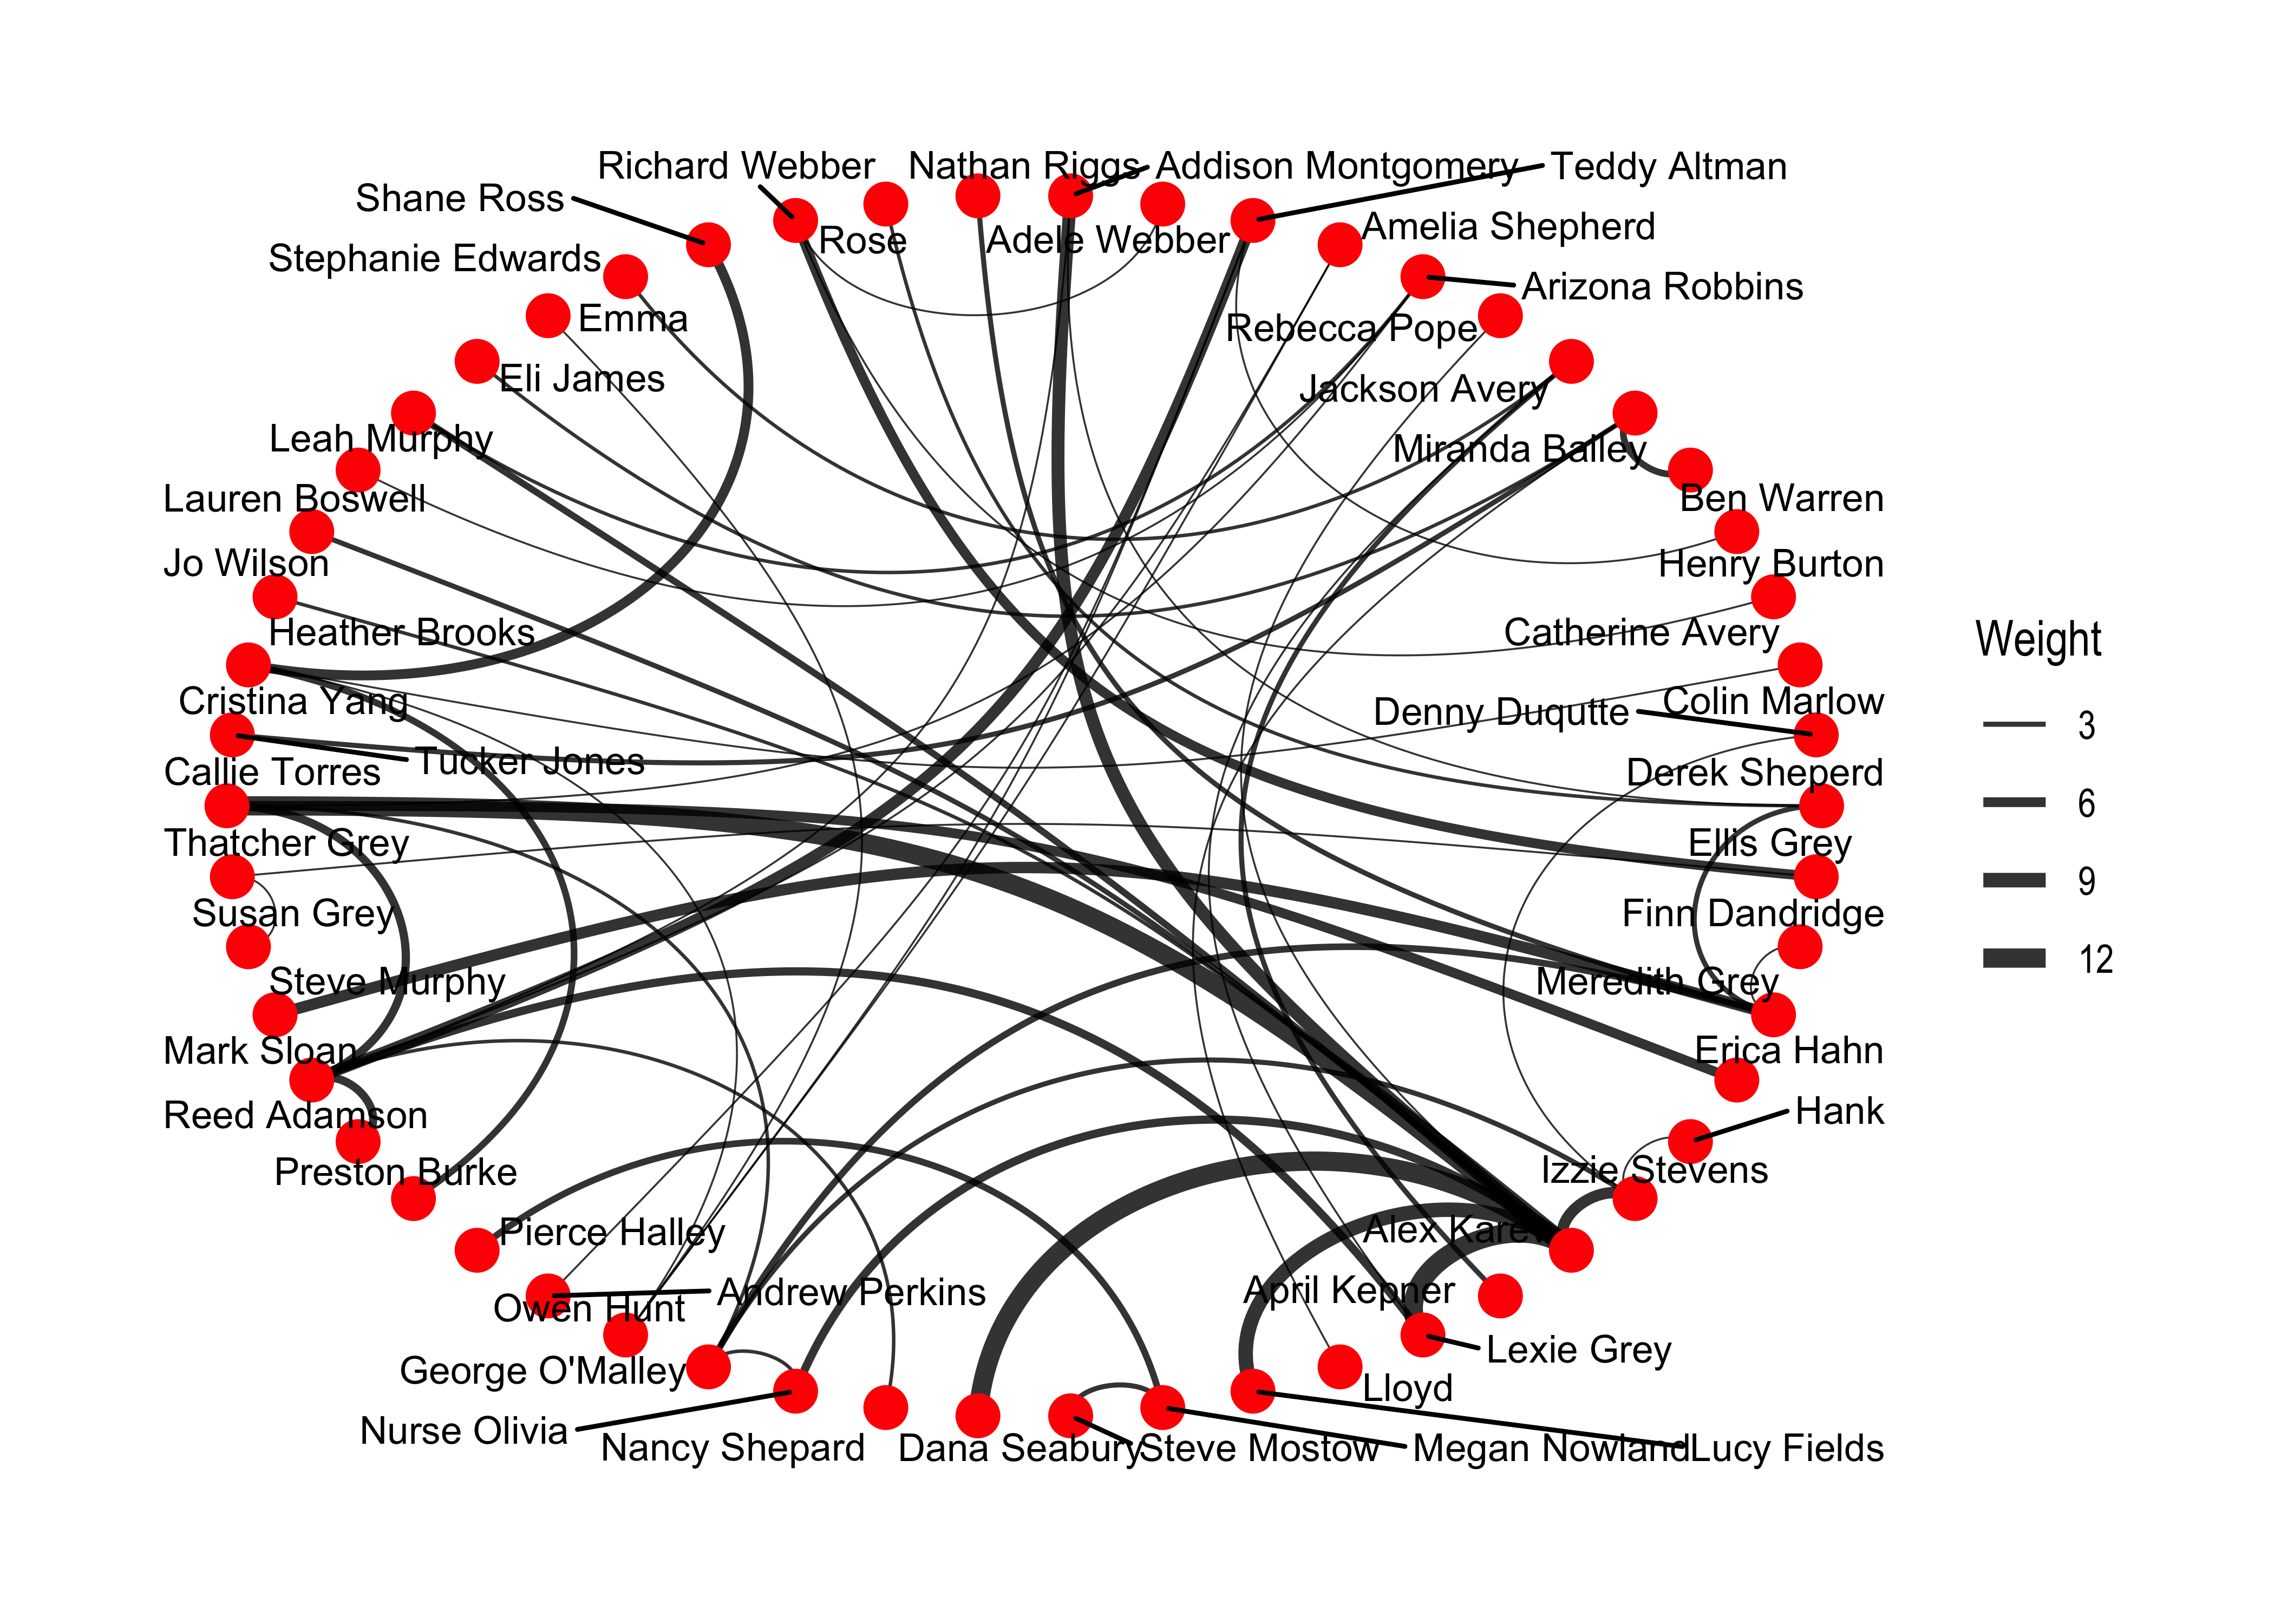 Richard Webber
Nathan Riggs
Addison Montgomery
Teddy Altman
Shane Ross
Amelia Shepherd
Rose
Adele Webber
Stephanie Edwards
Arizona Robbins
Emma
Rebecca Pope
Eli James
Jackson Avery
Leah Murphy
Miranda Bailey
Lauren Boswell
Ben Warren
Jo Wilson
Henry Burton
Heather Brooks
Catherine Avery
Weight
Cristina Yang
Colin Marlow
Denny Duqutte
3
Tucker Jones
Callie Torres
Derek Sheperd
6
Thatcher Grey
Ellis Grey
9
Susan Grey
Finn Dandridge
12
Steve Murphy
Meredith Grey
Mark Sloan
Erica Hahn
Reed Adamson
Hank
Preston Burke
Izzie Stevens
Pierce Halley
Alex Karev
Andrew Perkins
April Kepner
Owen Hunt
Lexie Grey
George O'Malley
Lloyd
Nurse Olivia
Nancy Shepard
Dana Seabury
Steve Mostow
Megan Nowland
Lucy Fields